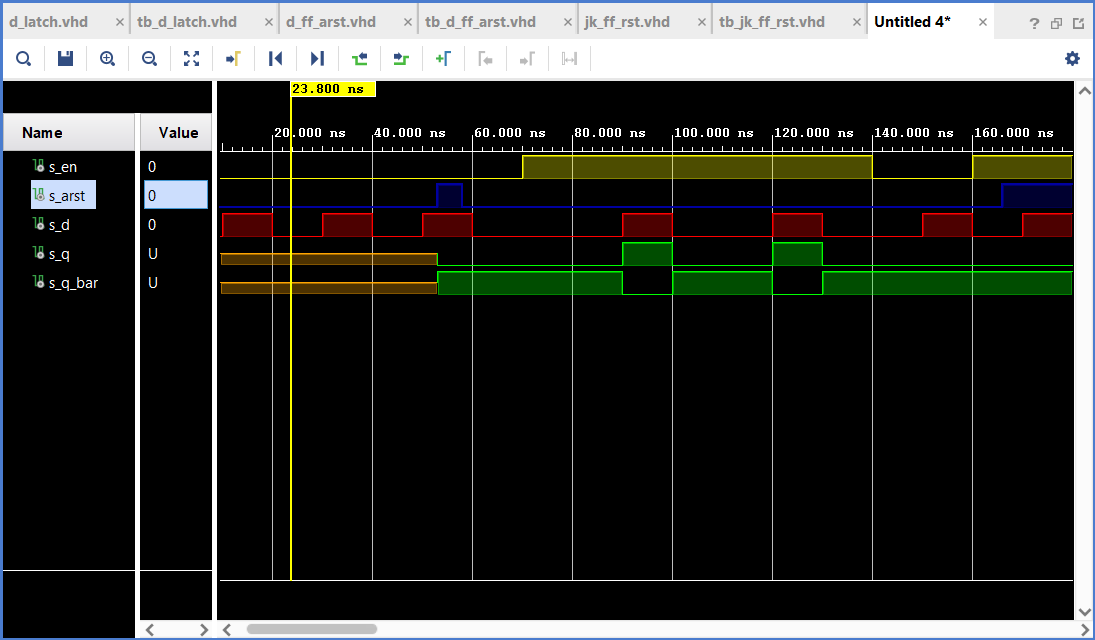 d_latch.vhd × tb_d_latch.vhd × d_ff_arst.vhd × tb_d_ff_arst.vhd × jk_ff_rst.vhd × tb_jk_ff_rst.vhd × Untitled 4* × ?
23.800 ns
Name Value 20.000 ns 40.000 ns 60.000 ns 80.000 ns 100.000 ns 120.000 ns 140.000 ns 160.000 ns
s_en 0
s_arst 0
s_d 0
s_q U
s_q_bar U